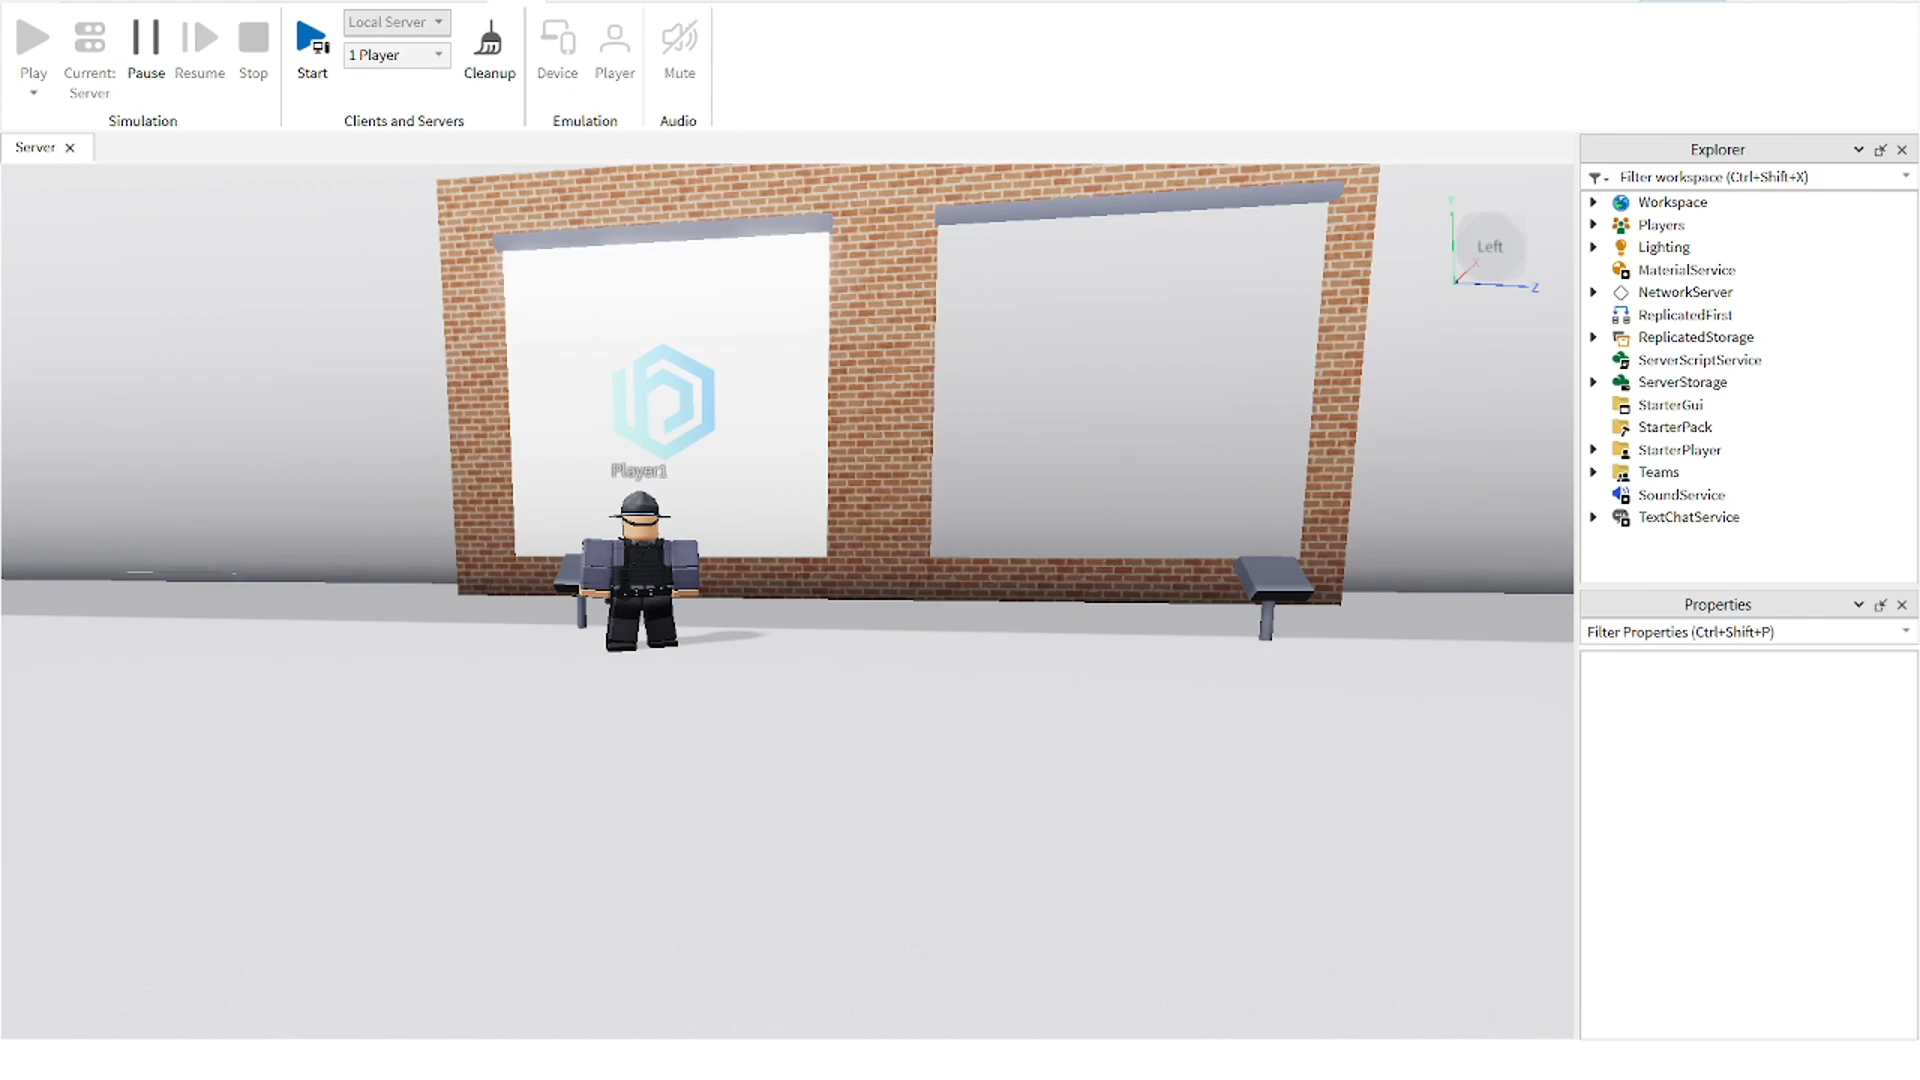 Play
Current:
Server
Pause
Resume
Stop
Simulation
Start
Local Server
1 Player
Cleanup
Clients and Servers
Device
Player
Emulation
Mute
Audio
Server
Player1
Y
Left
X
Z
Explorer
Filter workspace (Ctrl+Shift+X)
Workspace
Players
Lighting
MaterialService
NetworkServer
ReplicatedFirst
ReplicatedStorage
ServerScriptService
ServerStorage
StarterGui
StarterPack
StarterPlayer
Teams
SoundService
TextChatService
Properties
Filter Properties (Ctrl+Shift+P)